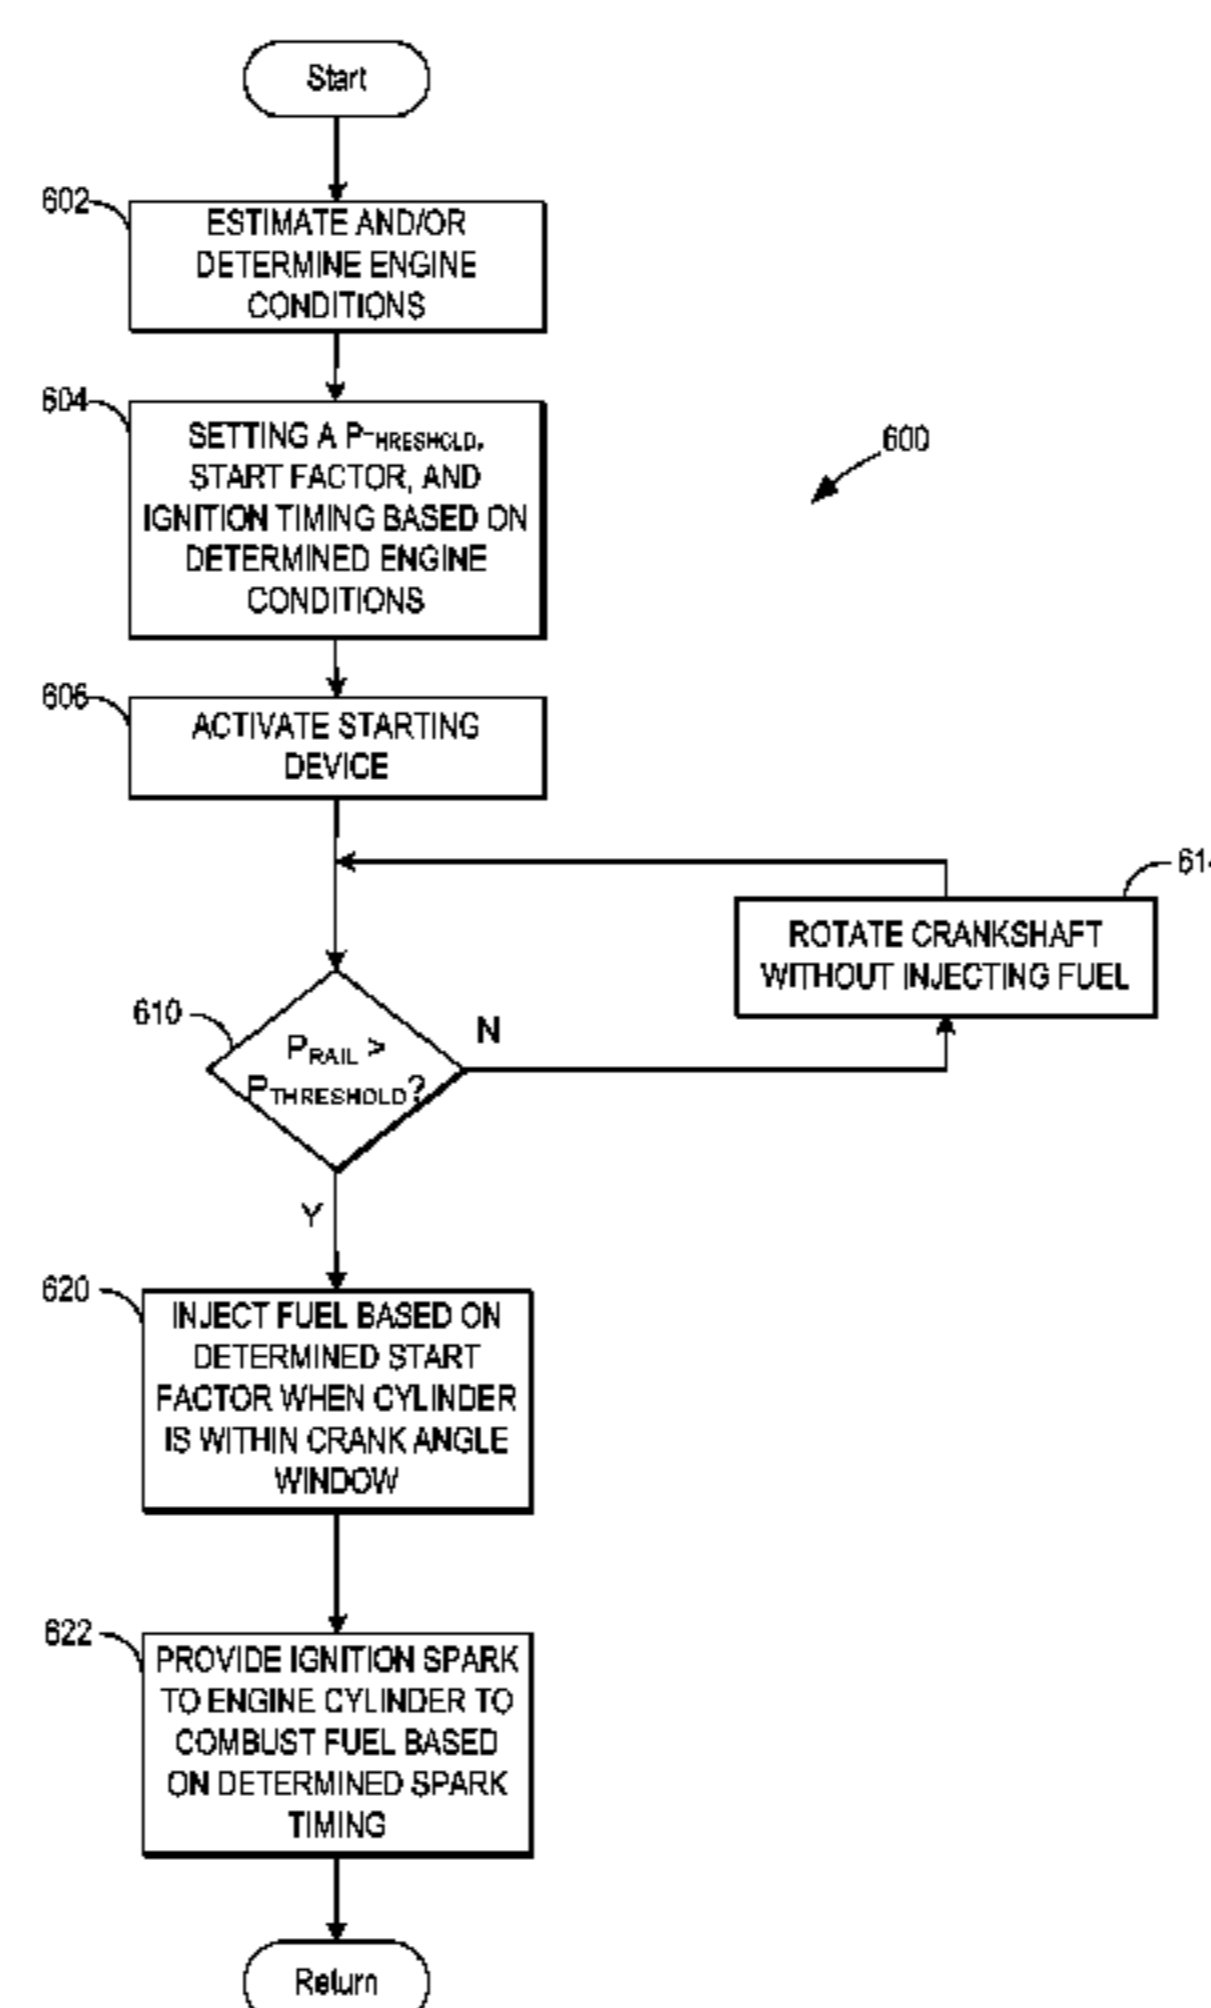 Start
602
ESTIMATE AND/OR
DETERMINE ENGINE
CONDITIONS
604
SETTING A PTHRESHOLD,
START FACTOR, AND
IGNITION TIMING BASED ON
DETERMINED ENGINE
CONDITIONS
600
606
ACTIVATE STARTING
DEVICE
ROTATE CRANKSHAFT
WITHOUT INJECTING FUEL
610
PRAIL >
PTHRESHOLD?
N
Y
620
INJECT FUEL BASED ON
DETERMINED START
FACTOR WHEN CYLINDER
IS WITHIN CRANK ANGLE
WINDOW
622
PROVIDE IGNITION SPARK
TO ENGINE CYLINDER TO
COMBUST FUEL BASED
ON DETERMINED SPARK
TIMING
Return